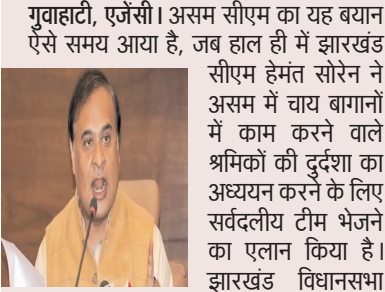 गुवाहाटी, एजेंसी। असम सीएम का यह बयान
ऐसे समय आया है, जब हाल ही में झारखंड
सीएम हेमंत सोरेन ने
असम में चाय बागानों
में काम करने वाले
श्रमिकों की दुर्दशा का
अध्ययन करने के लिए
सर्वदलीय टीम भेजने
का एलान किया है।
झारखंड विधानसभा